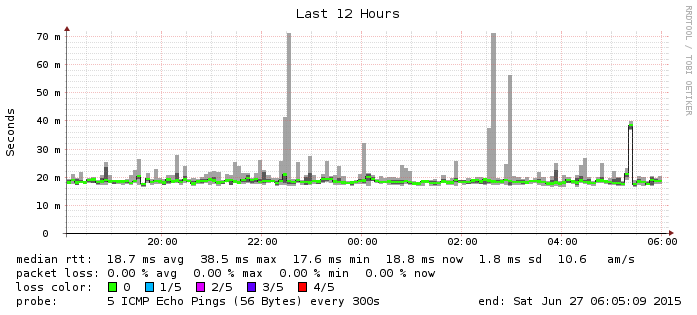 Last 12 Hours
RRDTOOL / TOBI OETIKER
Seconds
70 m
60 m
50 m
40 m
30 m
20 m
10 m
0
20:00 22:00 00:00 02:00 04:00 06:00
median rtt: 18.7 ms avg 38.5 ms max 17.6 ms min 18.8 ms now 1.8 ms sd 10.6 am/s
packet loss: 0.00 % avg 0.00 % max 0.00 % min 0.00 % now
loss color: 0 1/5 2/5 3/5 4/5
probe: 5 ICMP Echo Pings (56 Bytes) every 300s end: Sat Jun 27 06:05:09 2015